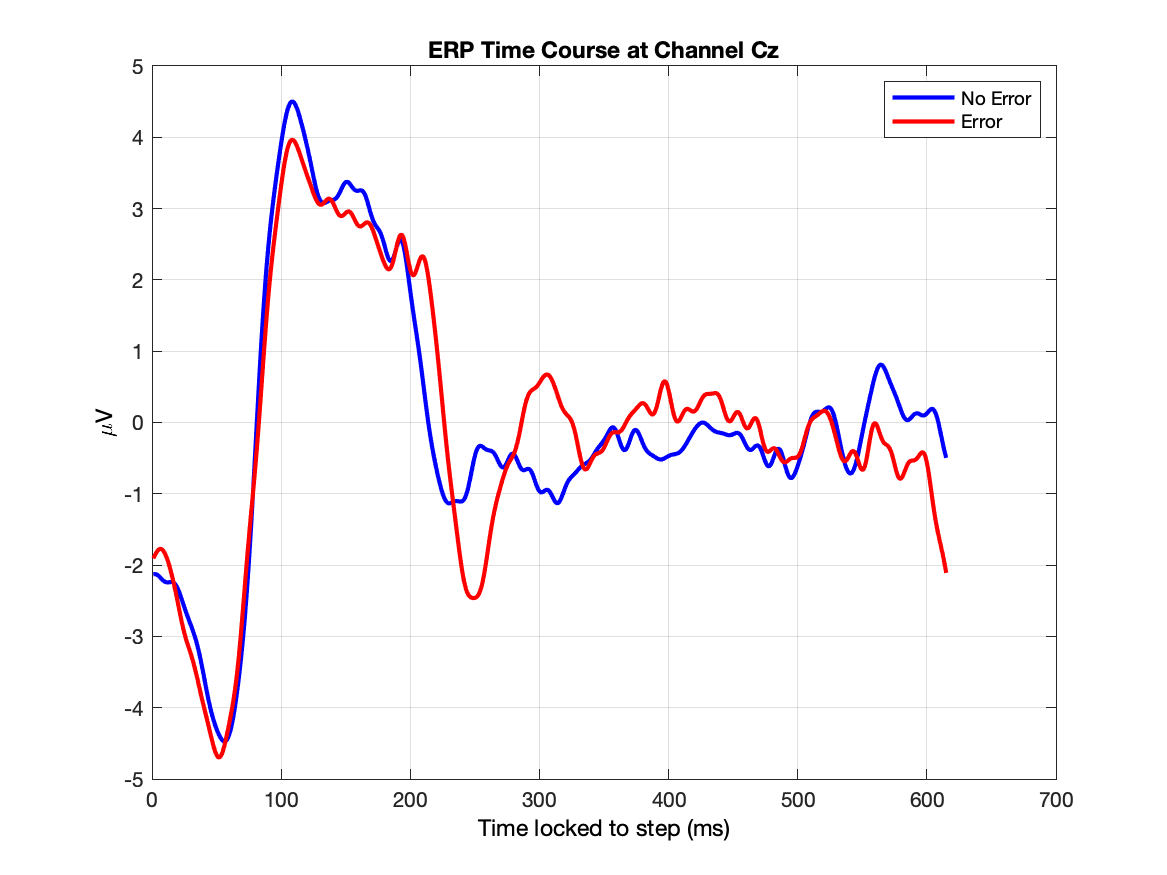 ERP Time Course at Channel Cz
No Error
Error
5
4
3
2
1
0
-1
-2
-3
-4
-5
μV
0 100 200 300 400 500 600 700
Time locked to step (ms)